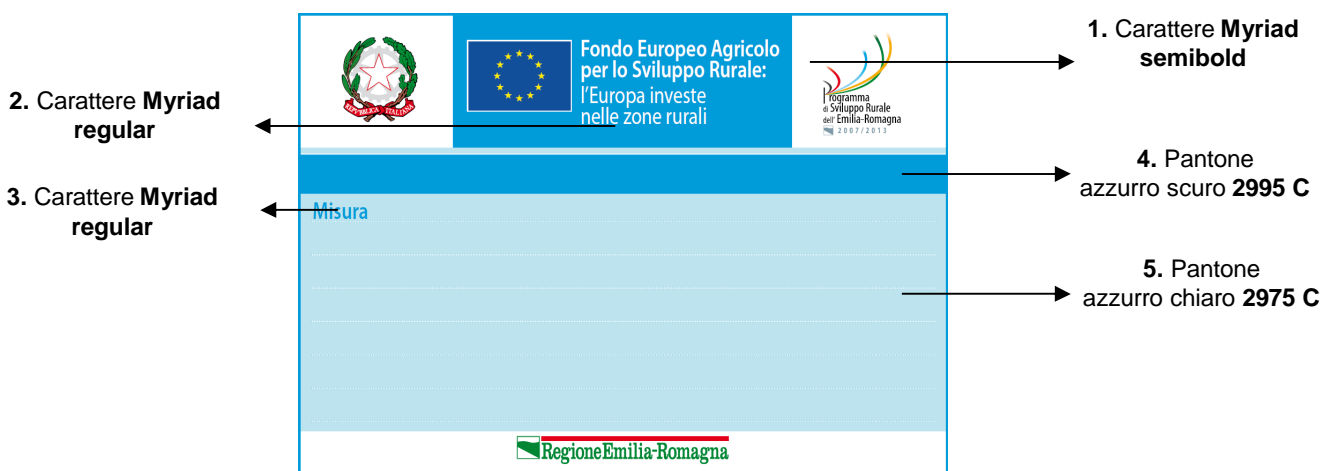 1. Carattere Myriad
semibold
2. Carattere Myriad
regular
3. Carattere Myriad
regular
REPVBBLICA ITALIANA
Fondo Europeo Agricolo
per lo Sviluppo Rurale:
l'Europa investe
nelle zone rurali
Programma
di Sviluppo Rurale
dell' Emilia-Romagna
2007/2013
Misura
4. Pantone
azzurro scuro 2995 C
5. Pantone
azzurro chiaro 2975 C
RegioneEmilia-Romagna